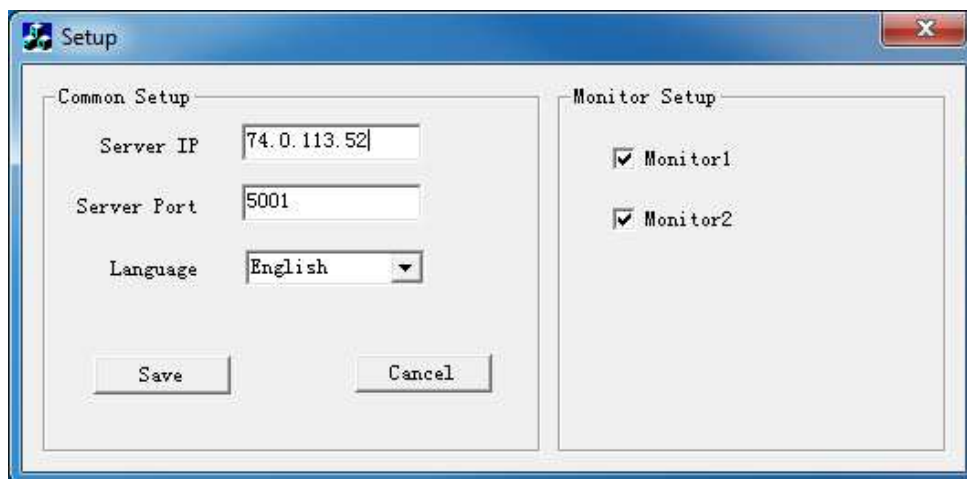 Setup
Common Setup
Server IP 74.0.113.52
Server Port 5001
Language English
Save Cancel
Monitor Setup
Monitor1
Monitor2